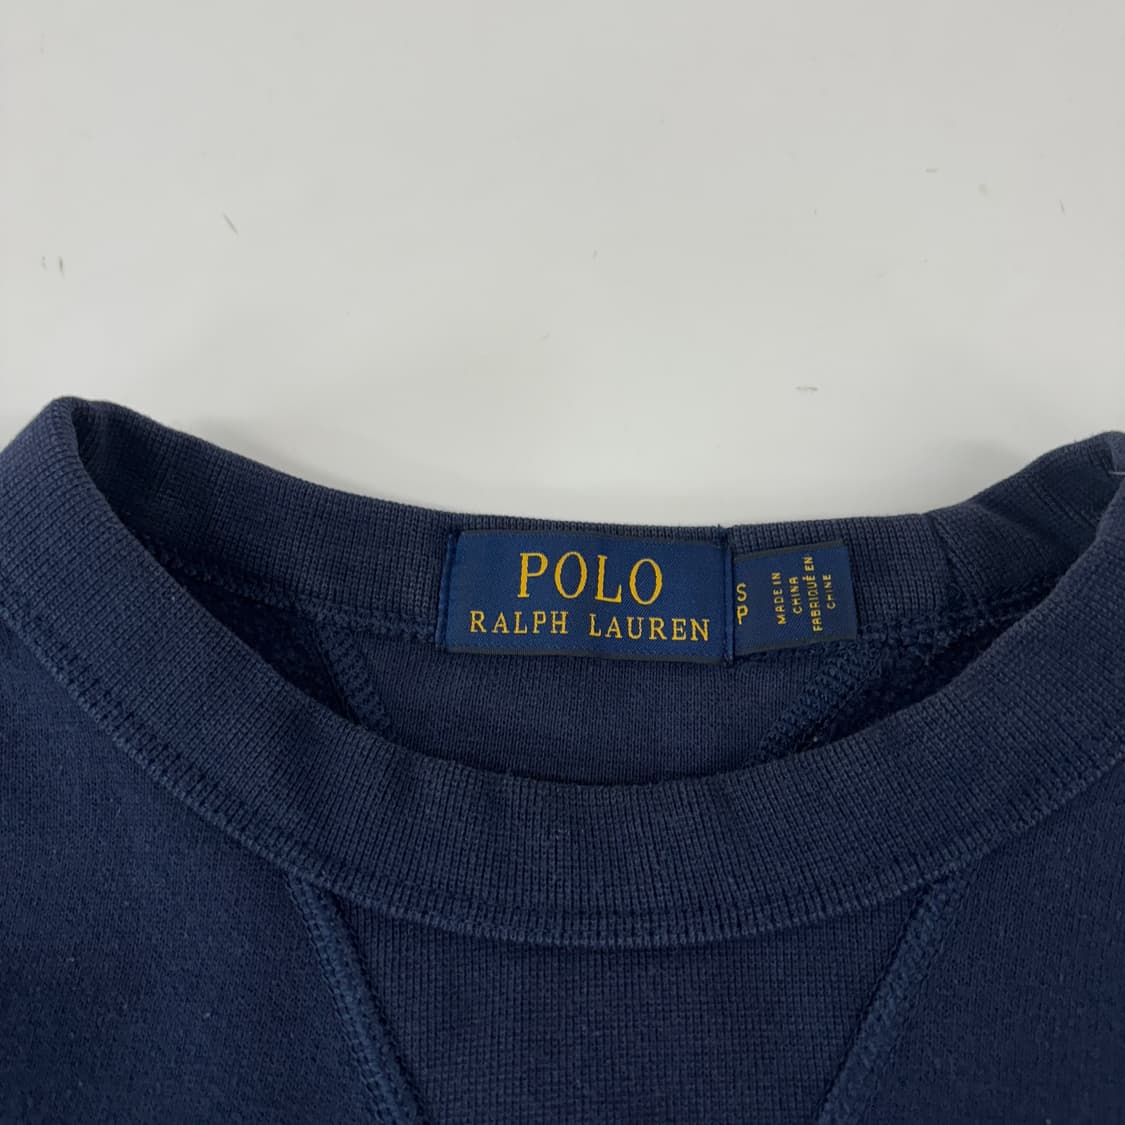 POLO
RALPH LAUREN
S
P
MADE IN
CHINA
FABRIQUÉ EN
CHINE